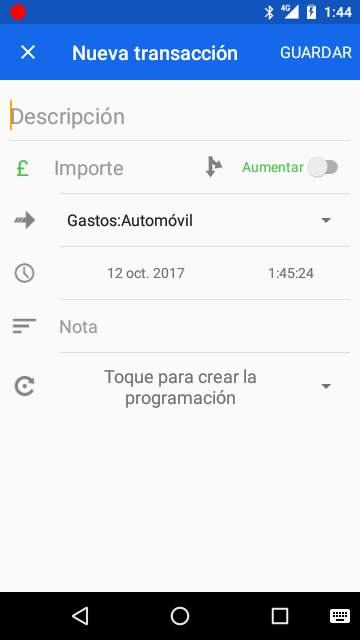 4G 1:44
Nueva transacción GUARDAR
Descripción
£ Importe Aumentar
Gastos:Automóvil
12 oct. 2017 1:45:24
Nota
Toque para crear la
programación